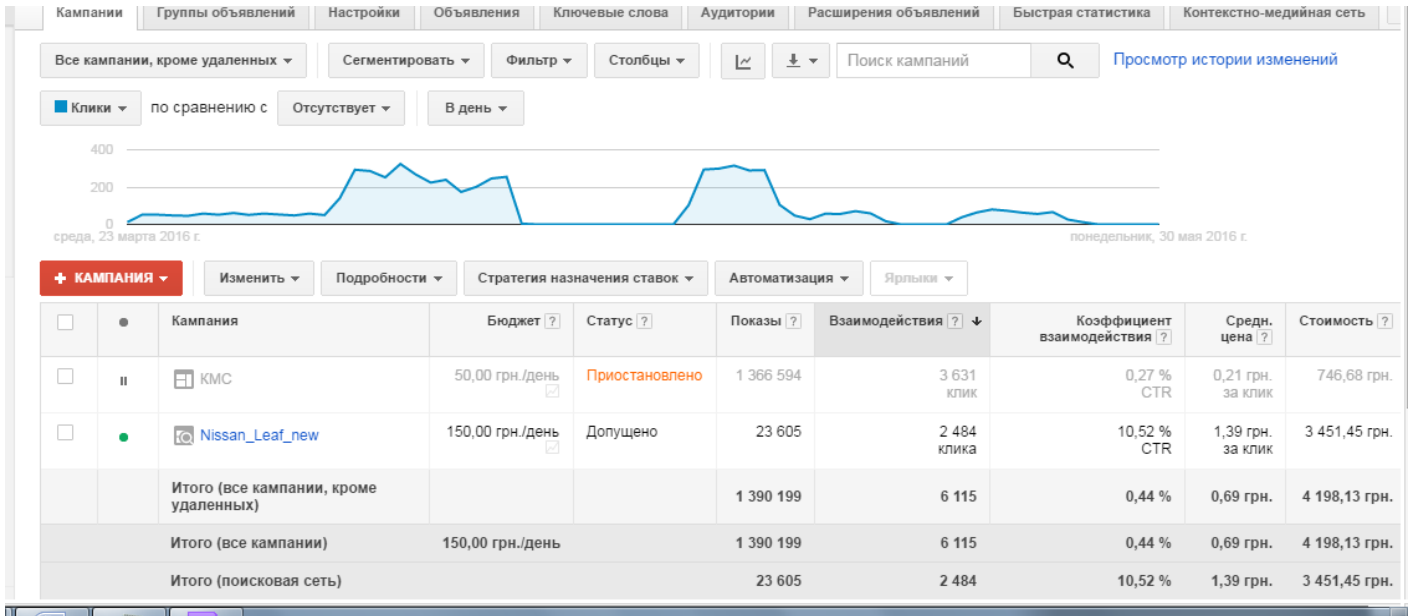 Кампании Группы объявлений Настройки Объявления Ключевые слова Аудитории Расширения объявлений Быстрая статистика Контекстно-медийная сеть
Все кампании, кроме удаленных Сегментировать Фильтр Столбцы Поиск кампаний Просмотр истории изменений
Клики по сравнению с Отсутствует В день
400
200
0
среда, 23 марта 2016 г. понедельник, 30 мая 2016 г.
+ КАМПАНИЯ Изменить Подробности Стратегия назначения ставок Автоматизация Ярлыки
Кампания Бюджет ? Статус ? Показы ? Взаимодействия ? Коэффициент взаимодействия ? Средн. цена ? Стоимость ?
КМС 50,00 грн./день Приостановлено 1 366 594 3 631 клик 0,27 % CTR 0,21 грн. за клик 746,68 грн.
Nissan_Leaf_new 150,00 грн./день Допущено 23 605 2 484 клика 10,52 % CTR 1,39 грн. за клик 3 451,45 грн.
Итого (все кампании, кроме удаленных) 1 390 199 6 115 0,44 % 0,69 грн. 4 198,13 грн.
Итого (все кампании) 150,00 грн./день 1 390 199 6 115 0,44 % 0,69 грн. 4 198,13 грн.
Итого (поисковая сеть) 23 605 2 484 10,52 % 1,39 грн. 3 451,45 грн.